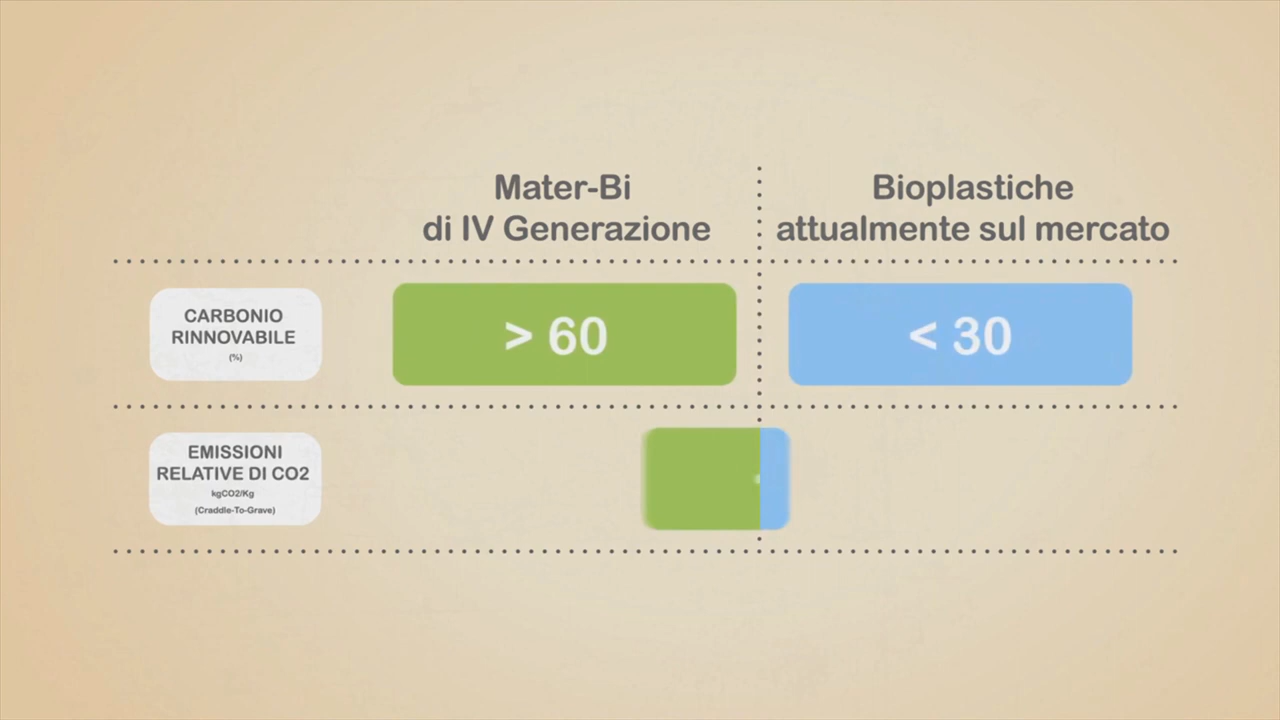 Mater-Bi
di IV Generazione
Bioplastiche
attualmente sul mercato
CARBONIO
RINNOVABILE
(%)
> 60
< 30
EMISSIONI
RELATIVE DI CO2
kgCO2/Kg
(Craddle-To-Grave)